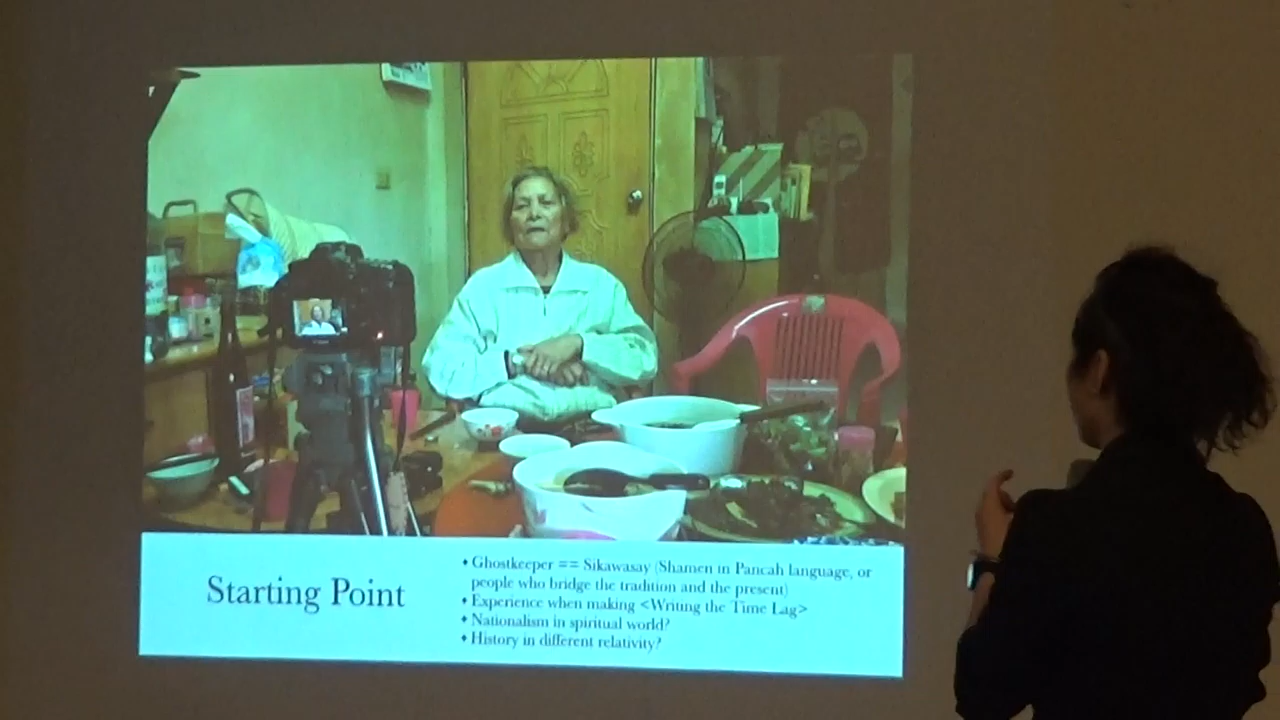 Starting Point
♦ Ghostkeeper == Sikawasay (Shamen in Pancah language, or
people who bridge the tradition and the present)
♦ Experience when making <Writing the Time Lag>
♦ Nationalism in spiritual world?
♦ History in different relativity?